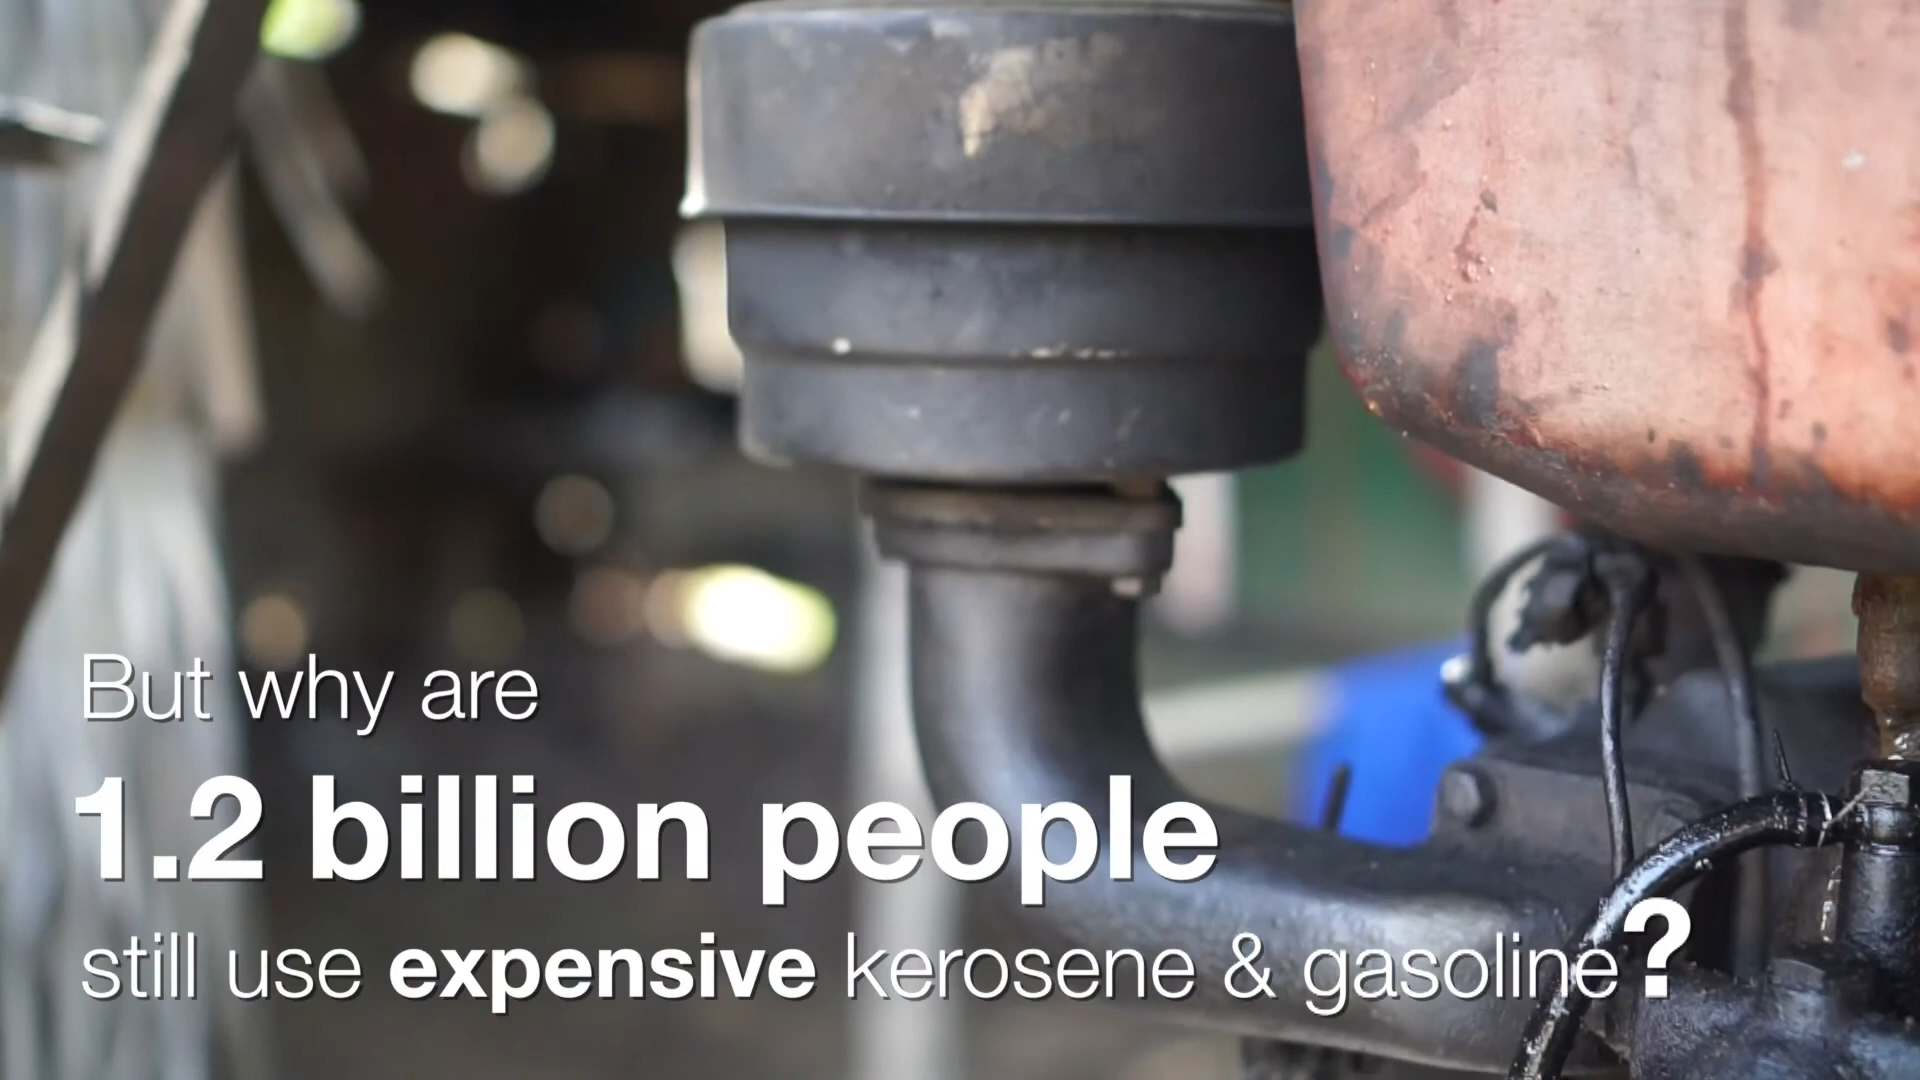 But why are
1.2 billion people
still use expensive kerosene & gasoline?